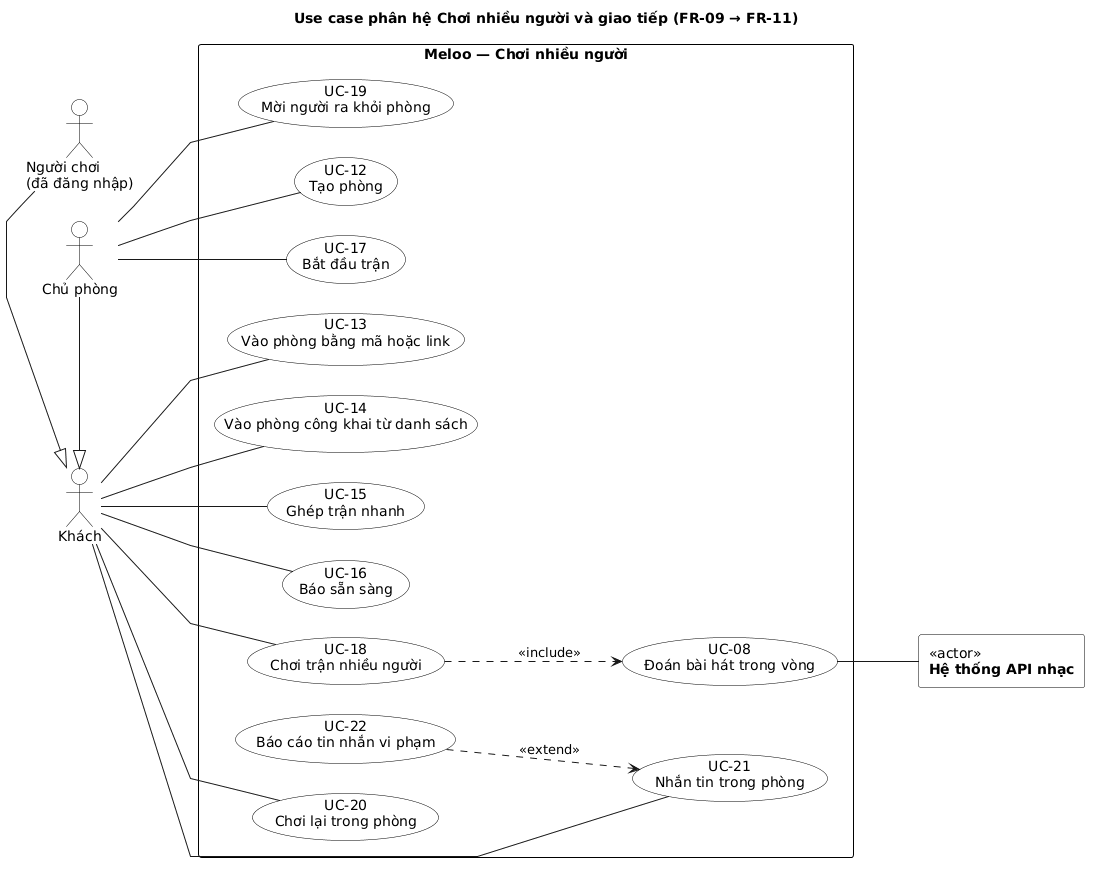 Use case phân hệ Chơi nhiều người và giao tiếp (FR-09 → FR-11)
Meloo — Chơi nhiều người
UC-19
Mời người ra khỏi phòng
Người chơi
(đã đăng nhập)
UC-12
Tạo phòng
Chủ phòng
UC-17
Bắt đầu trận
UC-13
Vào phòng bằng mã hoặc link
UC-14
Vào phòng công khai từ danh sách
Khách
UC-15
Ghép trận nhanh
UC-16
Báo sẵn sàng
UC-18
Chơi trận nhiều người
«include»
UC-08
Đoán bài hát trong vòng
«actor»
Hệ thống API nhạc
UC-22
Báo cáo tin nhắn vi phạm
«extend»
UC-21
Nhắn tin trong phòng
UC-20
Chơi lại trong phòng